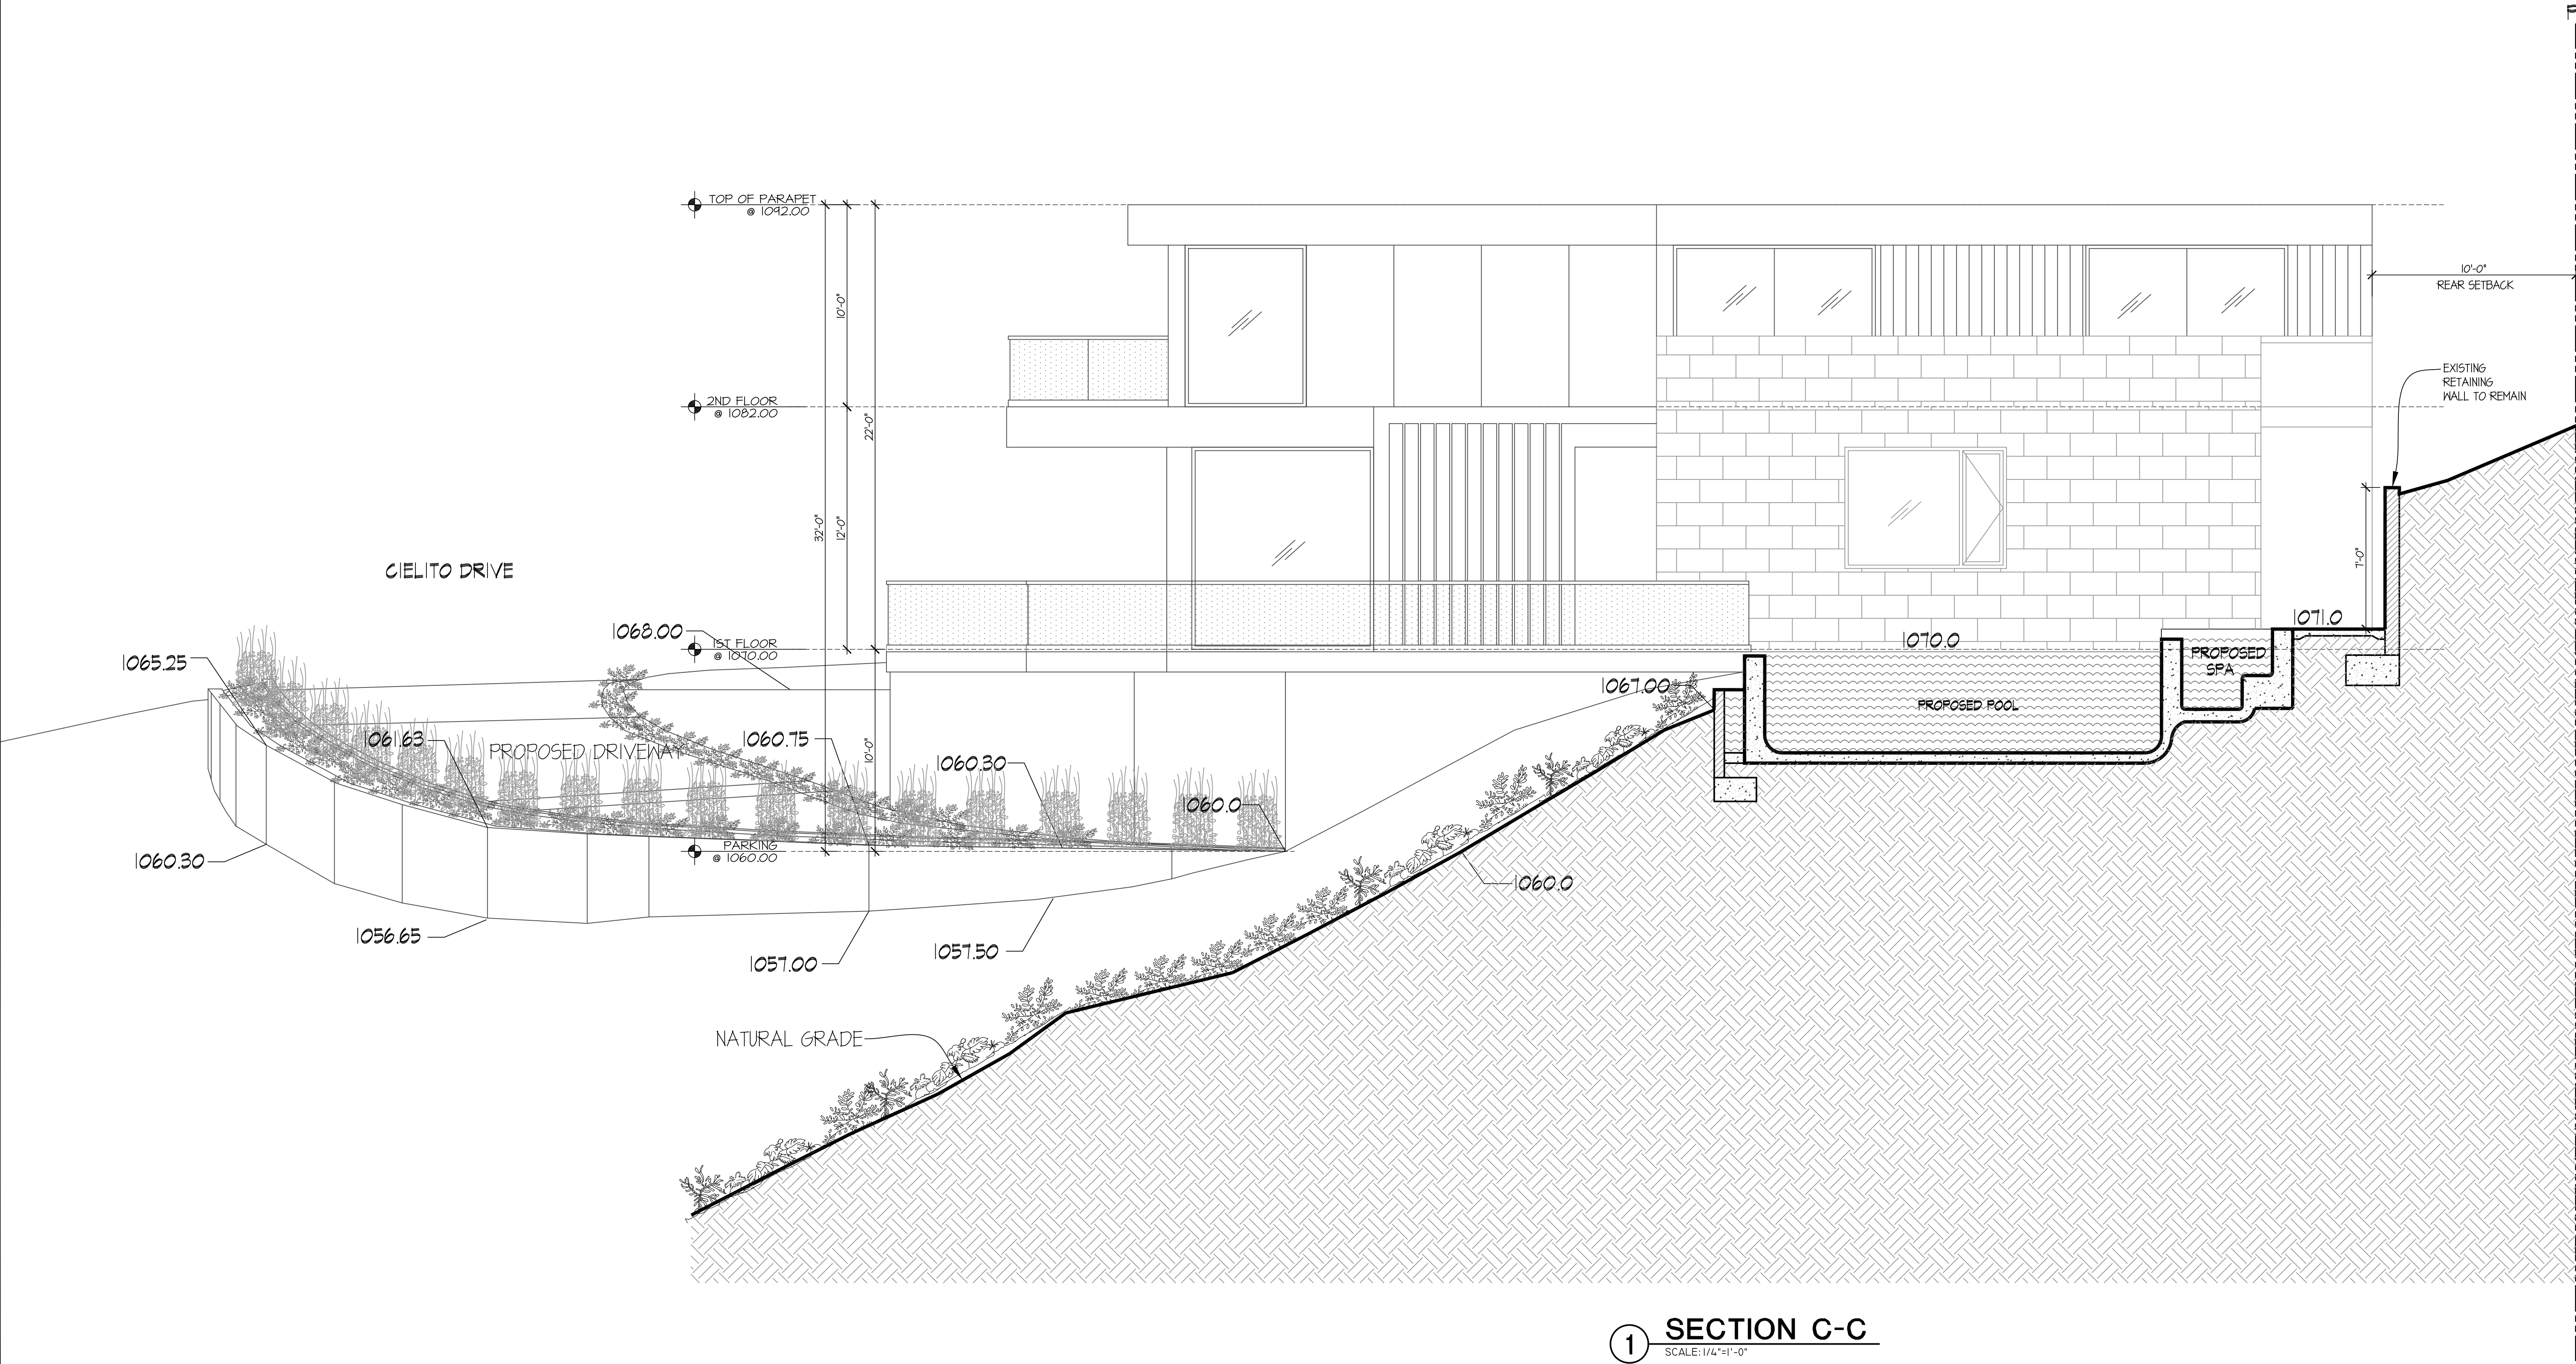 TOP OF PARAPET
@ 1092.00
10'-0"
REAR SETBACK
10'-0"
EXISTING
RETAINING
WALL TO REMAIN
2ND FLOOR
@ 1082.00
22'-0"
32'-0"
12'-0"
7'-0"
CIELITO DRIVE
1071.0
1068.00
1ST FLOOR
@ 1070.00
1070.0
1065.25
PROPOSED
SPA
1067.00
PROPOSED POOL
1061.63
PROPOSED DRIVEWAY
1060.75
10'-0"
1060.30
1060.0
PARKING
@ 1060.00
1060.30
1060.0
1056.65
1057.00
1057.50
NATURAL GRADE
1
SECTION C-C
SCALE: 1/4"=1'-0"